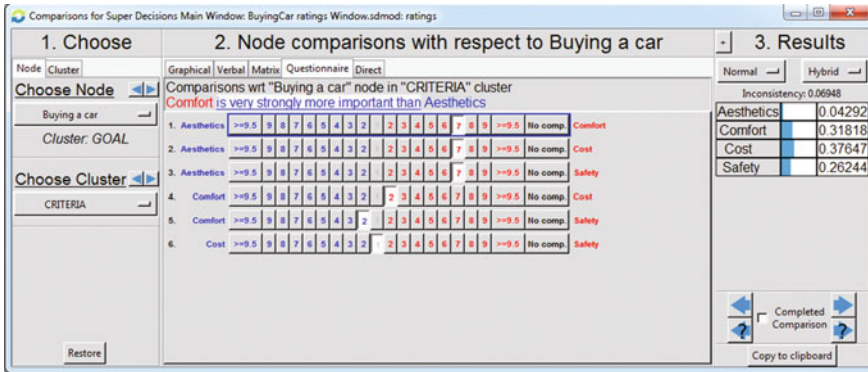 Comparisons for Super Decisions Main Window: BuyingCar ratings Window.sdmod: ratings
1. Choose
Node Cluster
Choose Node
Buying a car
Cluster: GOAL
Choose Cluster
CRITERIA
Restore
2. Node comparisons with respect to Buying a car
Graphical Verbal Matrix Questionnaire Direct
Comparisons wrt "Buying a car" node in "CRITERIA" cluster
Comfort is very strongly more important than Aesthetics
1. Aesthetics >=9.5 9 8 7 6 5 4 3 2 1 2 3 4 5 6 7 8 9 >=9.5 No comp. Comfort
2. Aesthetics >=9.5 9 8 7 6 5 4 3 2 1 2 3 4 5 6 7 8 9 >=9.5 No comp. Cost
3. Aesthetics >=9.5 9 8 7 6 5 4 3 2 1 2 3 4 5 6 7 8 9 >=9.5 No comp. Safety
4. Comfort >=9.5 9 8 7 6 5 4 3 2 1 2 3 4 5 6 7 8 9 >=9.5 No comp. Cost
5. Comfort >=9.5 9 8 7 6 5 4 3 2 1 2 3 4 5 6 7 8 9 >=9.5 No comp. Safety
6. Cost >=9.5 9 8 7 6 5 4 3 2 1 2 3 4 5 6 7 8 9 >=9.5 No comp. Safety
- 3. Results
Normal Hybrid
Inconsistency: 0.06948
Aesthetics 0.04292
Comfort 0.31818
Cost 0.37647
Safety 0.26244
Completed
Comparison
? ?
Copy to clipboard